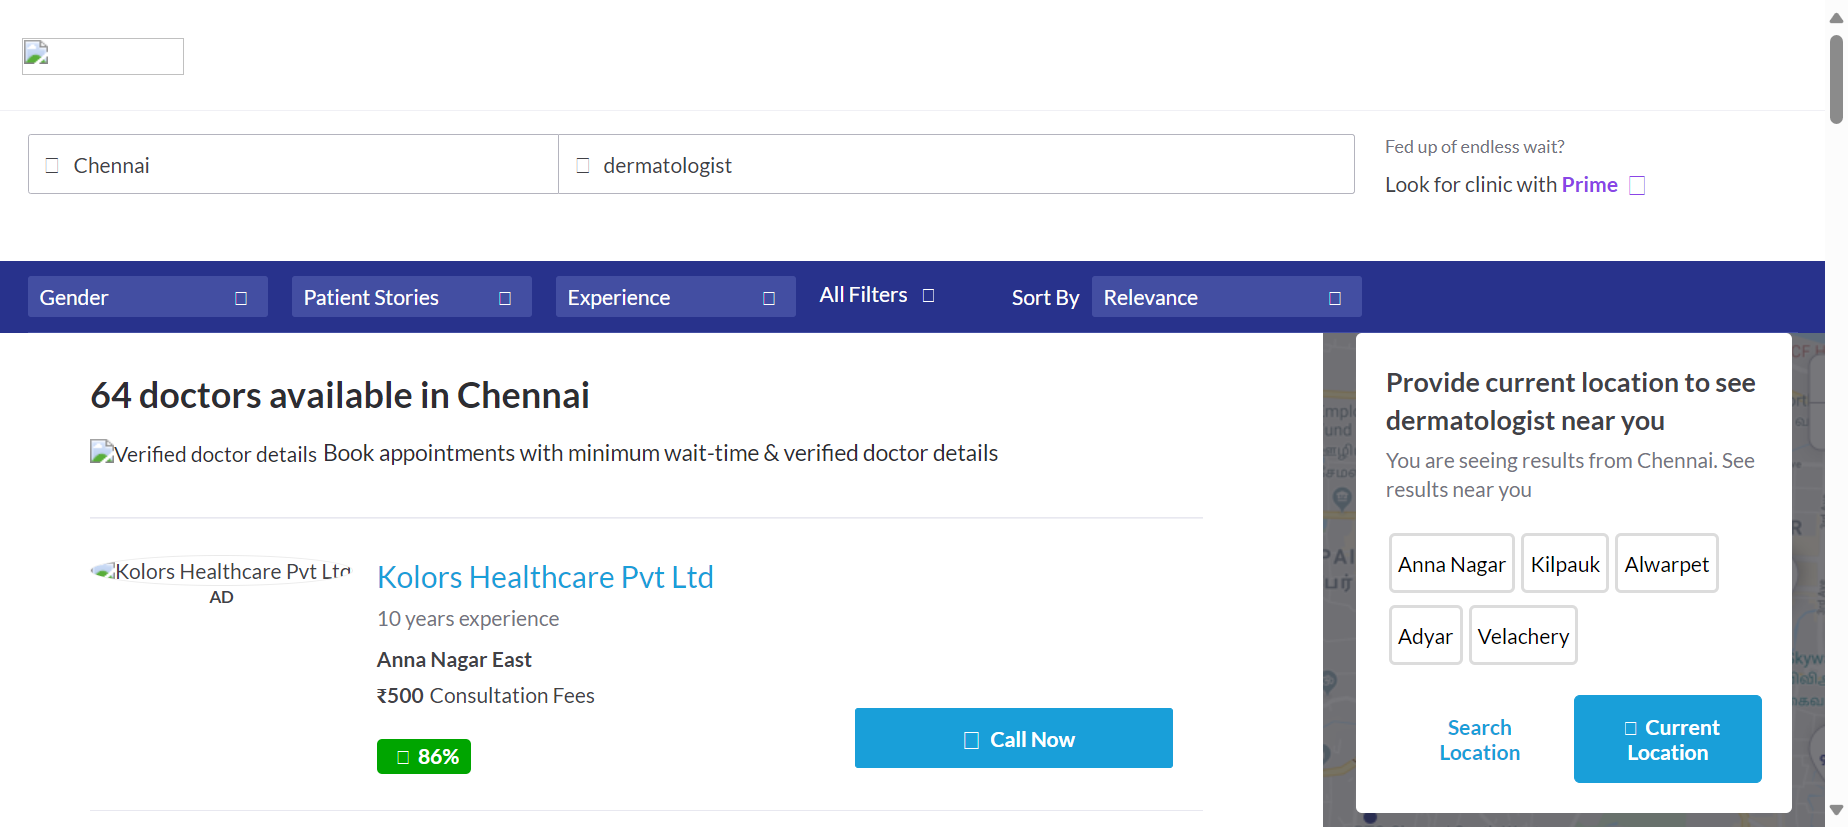 Chennai
dermatologist
Fed up of endless wait?
Look for clinic with Prime
Gender
Patient Stories
Experience
All Filters
Sort By
Relevance
64 doctors available in Chennai
Verified doctor details Book appointments with minimum wait-time & verified doctor details
Kolors Healthcare Pvt Ltd
AD
Kolors Healthcare Pvt Ltd
10 years experience
Anna Nagar East
₹500 Consultation Fees
86%
Call Now
Provide current location to see
dermatologist near you
You are seeing results from Chennai. See
results near you
Anna Nagar
Kilpauk
Alwarpet
Adyar
Velachery
Search
Location
Current
Location